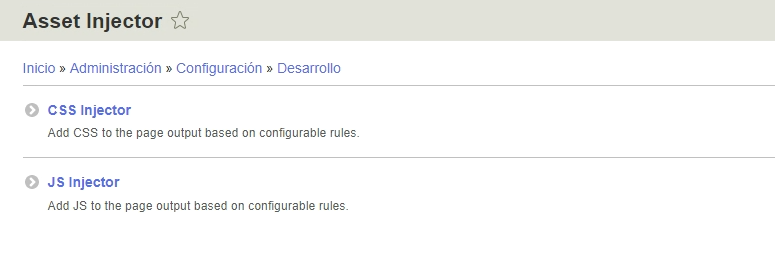 Asset Injector
Inicio » Administración » Configuración » Desarrollo
CSS Injector
Add CSS to the page output based on configurable rules.
JS Injector
Add JS to the page output based on configurable rules.